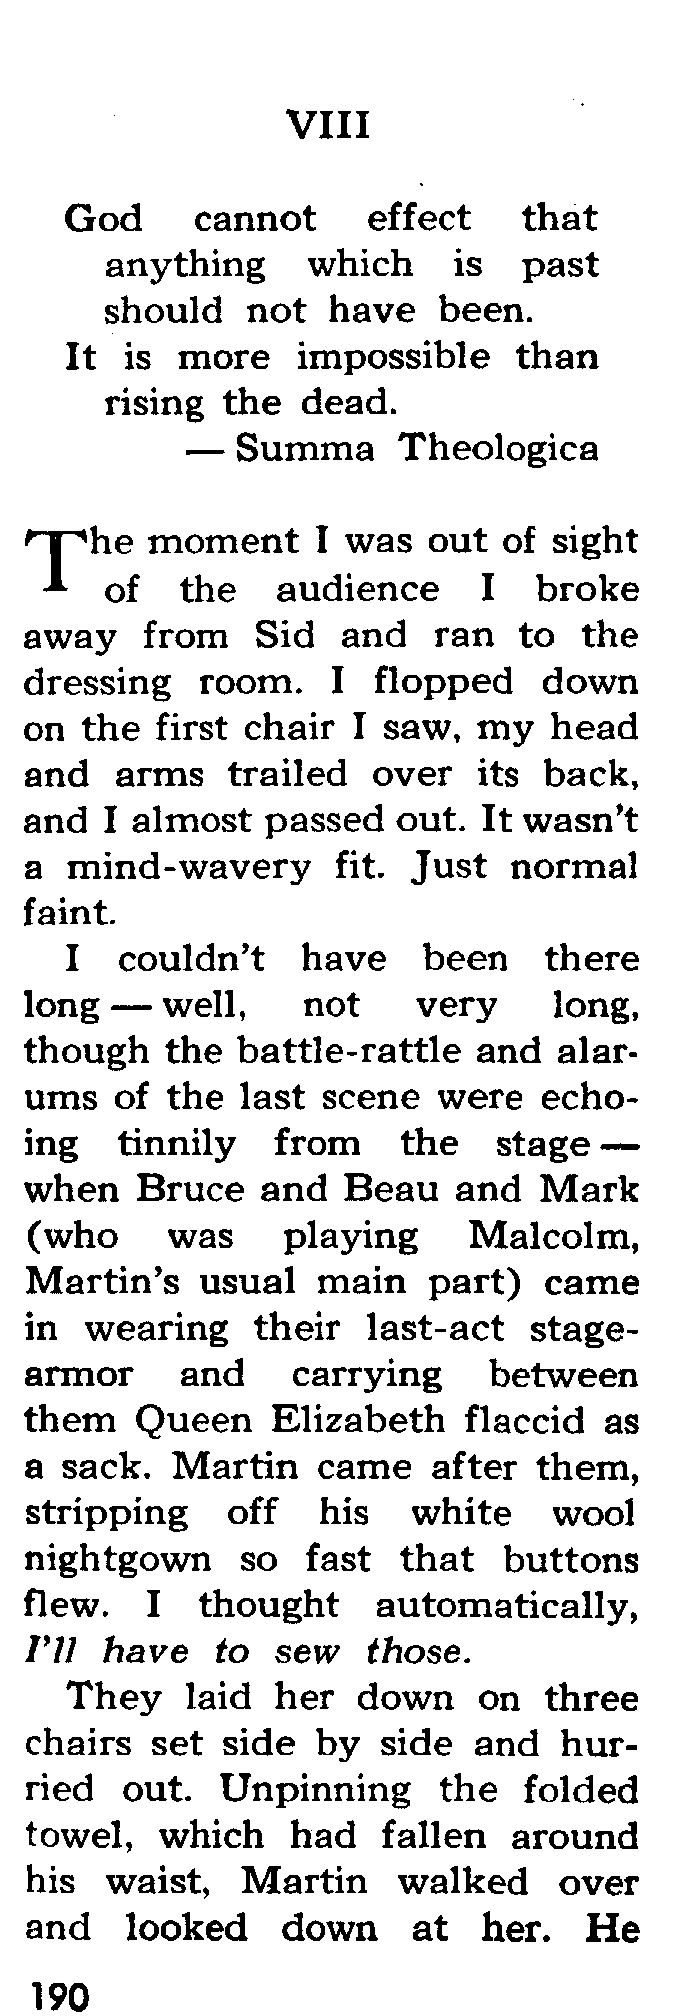 VIII
God cannot effect that
anything which is past
should not have been.
It is more impossible than
rising the dead.
— Summa Theologica
The moment I was out of sight
of the audience I broke
away from Sid and ran to the
dressing room. I flopped down
on the first chair I saw, my head
and arms trailed over its back,
and I almost passed out. It wasn't
a mind-wavery fit. Just normal
faint.
I couldn't have been there
long — well, not very long,
though the battle-rattle and alar-
ums of the last scene were echo-
ing tinnily from the stage —
when Bruce and Beau and Mark
(who was playing Malcolm,
Martin's usual main part) came
in wearing their last-act stage-
armor and carrying between
them Queen Elizabeth flaccid as
a sack. Martin came after them,
stripping off his white wool
nightgown so fast that buttons
flew. I thought automatically,
I'll have to sew those.
They laid her down on three
chairs set side by side and hur-
ried out. Unpinning the folded
towel, which had fallen around
his waist, Martin walked over
and looked down at her. He
190